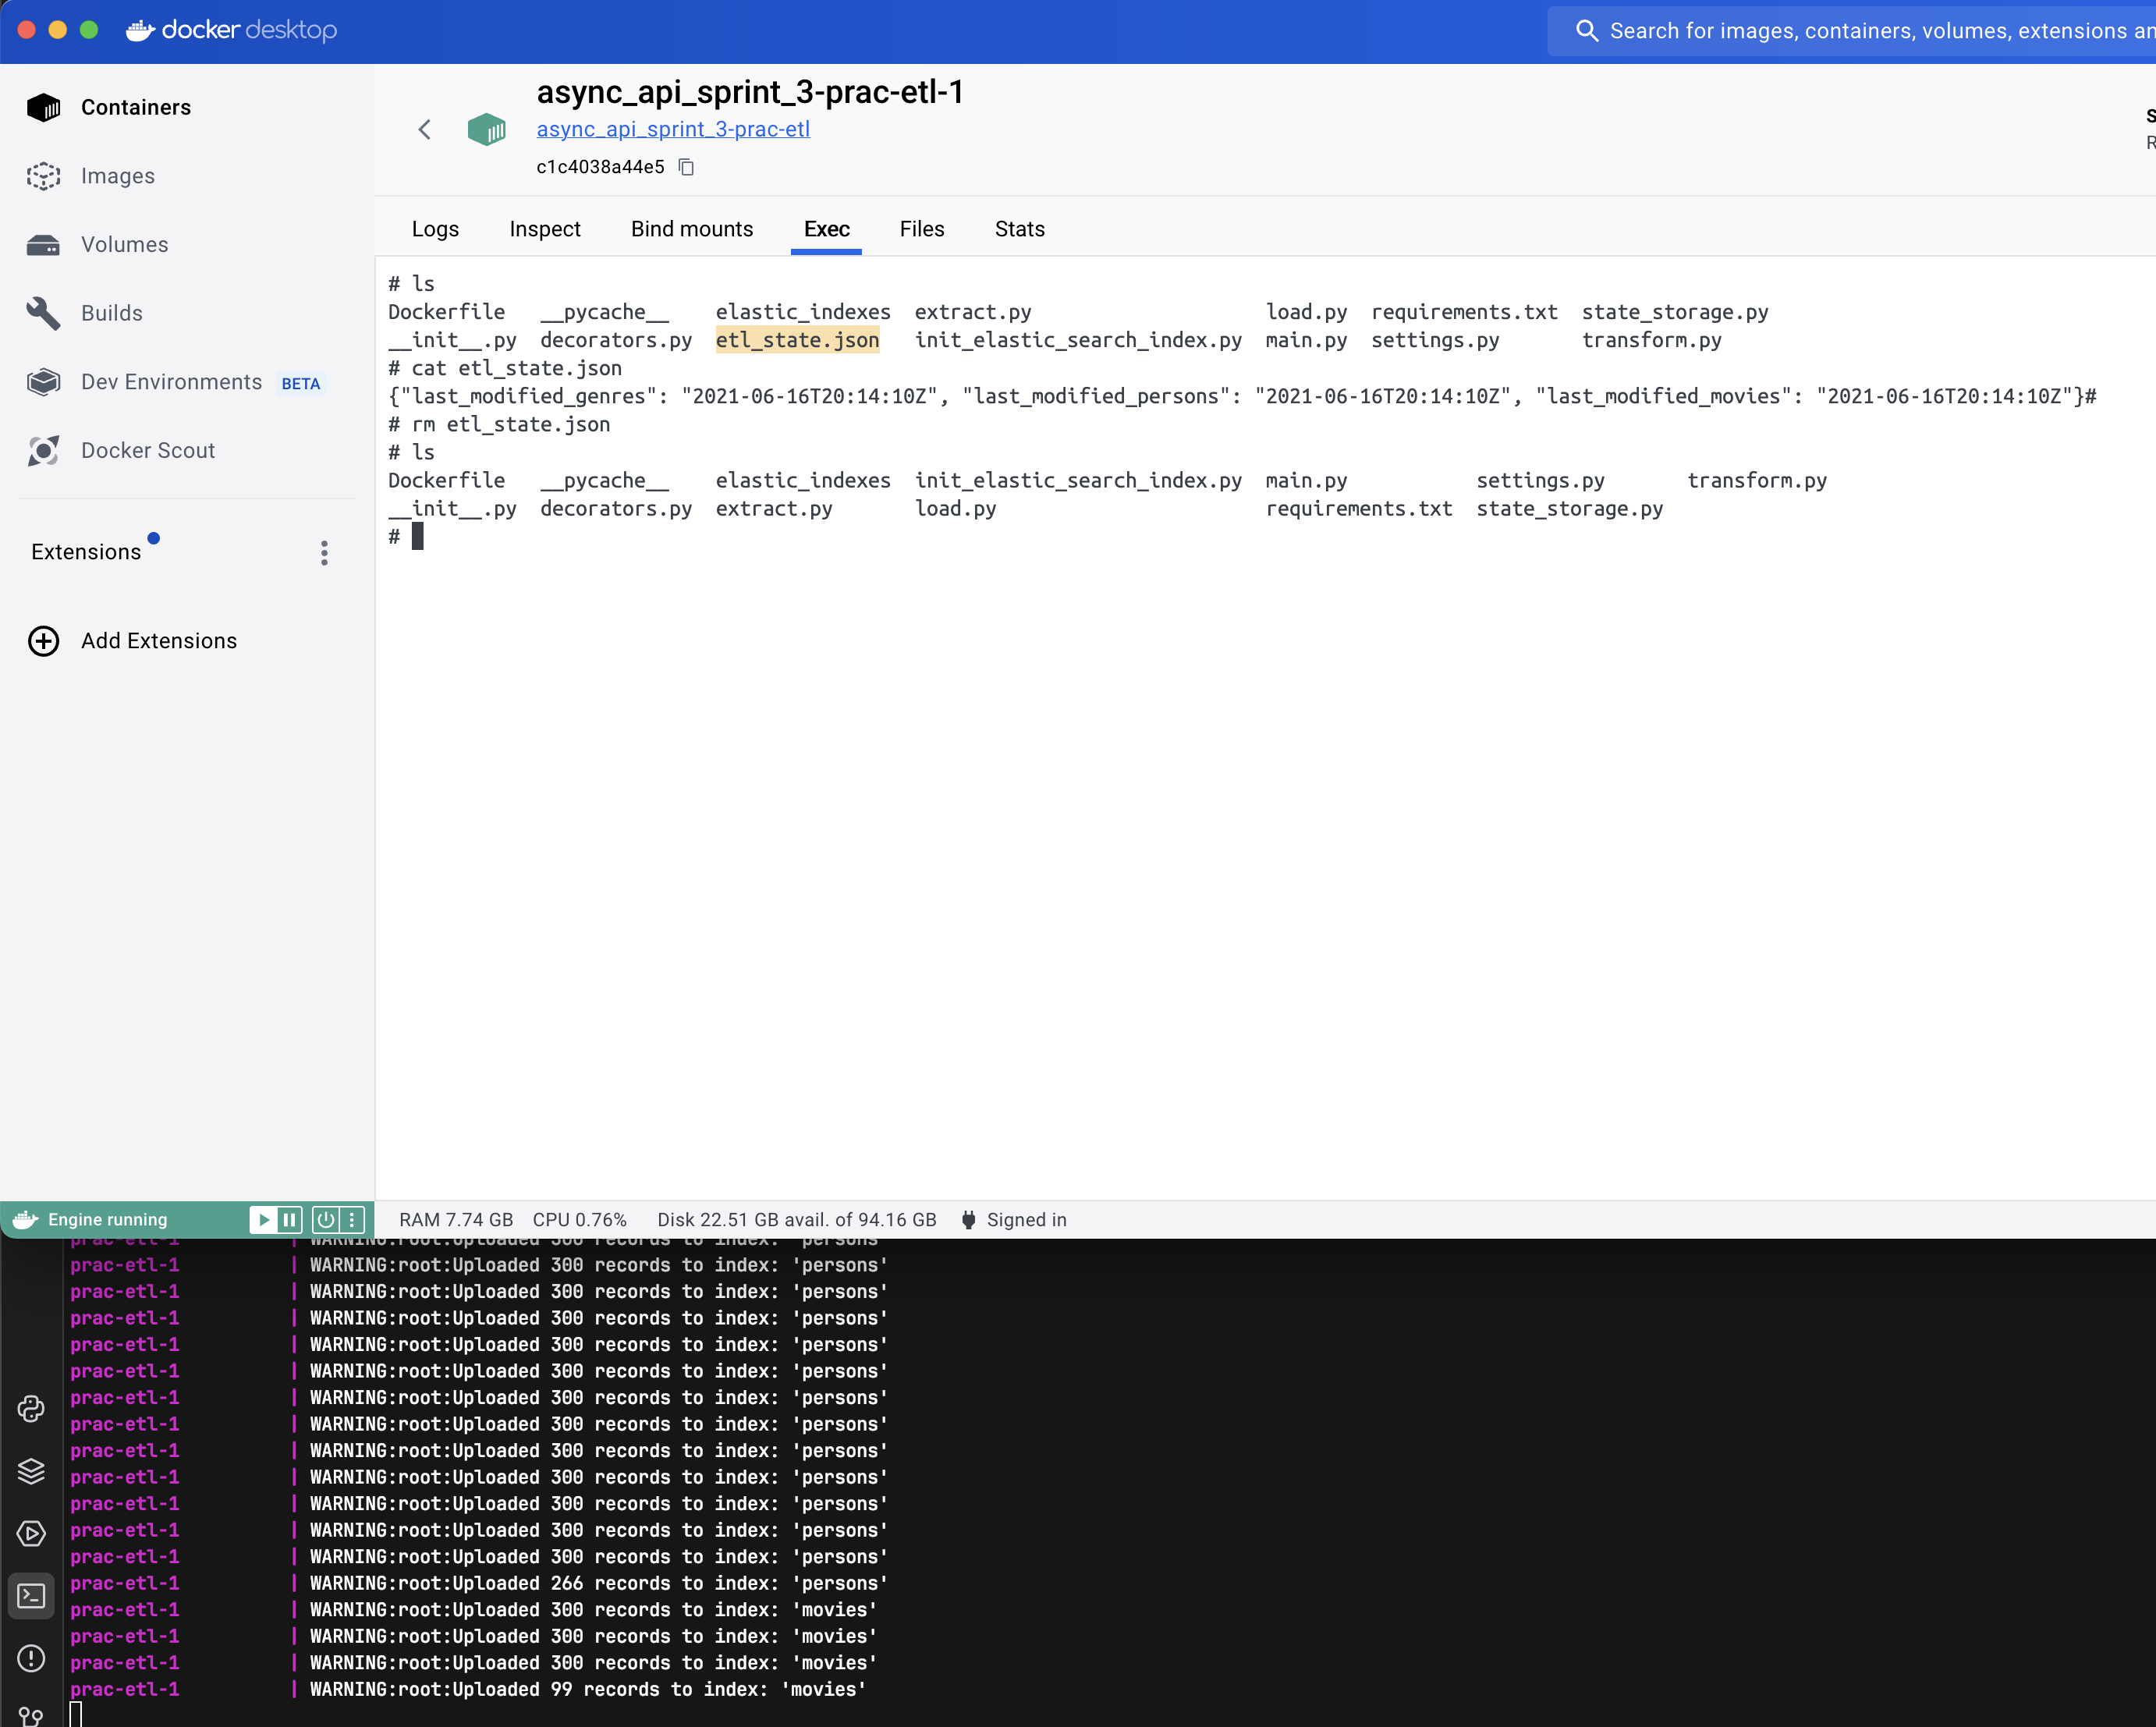 docker desktop
Search for images, containers, volumes, extensions an
Containers
Images
Volumes
Builds
Dev Environments BETA
Docker Scout
Extensions
Add Extensions
async_api_sprint_3-prac-etl-1
async_api_sprint_3-prac-etl
c1c4038a44e5
S
R
Logs Inspect Bind mounts Exec Files Stats
# ls
Dockerfile __pycache__ elastic_indexes extract.py load.py requirements.txt state_storage.py
__init__.py decorators.py etl_state.json init_elastic_search_index.py main.py settings.py transform.py
# cat etl_state.json
{"last_modified_genres": "2021-06-16T20:14:10Z", "last_modified_persons": "2021-06-16T20:14:10Z", "last_modified_movies": "2021-06-16T20:14:10Z"}#
# rm etl_state.json
# ls
Dockerfile __pycache__ elastic_indexes init_elastic_search_index.py main.py settings.py transform.py
__init__.py decorators.py extract.py load.py requirements.txt state_storage.py
#
Engine running
RAM 7.74 GB CPU 0.76% Disk 22.51 GB avail. of 94.16 GB Signed in
prac-etl-1 | WARNING:root:Uploaded 300 records to index: 'persons'
prac-etl-1 | WARNING:root:Uploaded 300 records to index: 'persons'
prac-etl-1 | WARNING:root:Uploaded 300 records to index: 'persons'
prac-etl-1 | WARNING:root:Uploaded 300 records to index: 'persons'
prac-etl-1 | WARNING:root:Uploaded 300 records to index: 'persons'
prac-etl-1 | WARNING:root:Uploaded 300 records to index: 'persons'
prac-etl-1 | WARNING:root:Uploaded 300 records to index: 'persons'
prac-etl-1 | WARNING:root:Uploaded 300 records to index: 'persons'
prac-etl-1 | WARNING:root:Uploaded 300 records to index: 'persons'
prac-etl-1 | WARNING:root:Uploaded 300 records to index: 'persons'
prac-etl-1 | WARNING:root:Uploaded 300 records to index: 'persons'
prac-etl-1 | WARNING:root:Uploaded 300 records to index: 'persons'
prac-etl-1 | WARNING:root:Uploaded 300 records to index: 'persons'
prac-etl-1 | WARNING:root:Uploaded 266 records to index: 'persons'
prac-etl-1 | WARNING:root:Uploaded 300 records to index: 'movies'
prac-etl-1 | WARNING:root:Uploaded 300 records to index: 'movies'
prac-etl-1 | WARNING:root:Uploaded 300 records to index: 'movies'
prac-etl-1 | WARNING:root:Uploaded 99 records to index: 'movies'